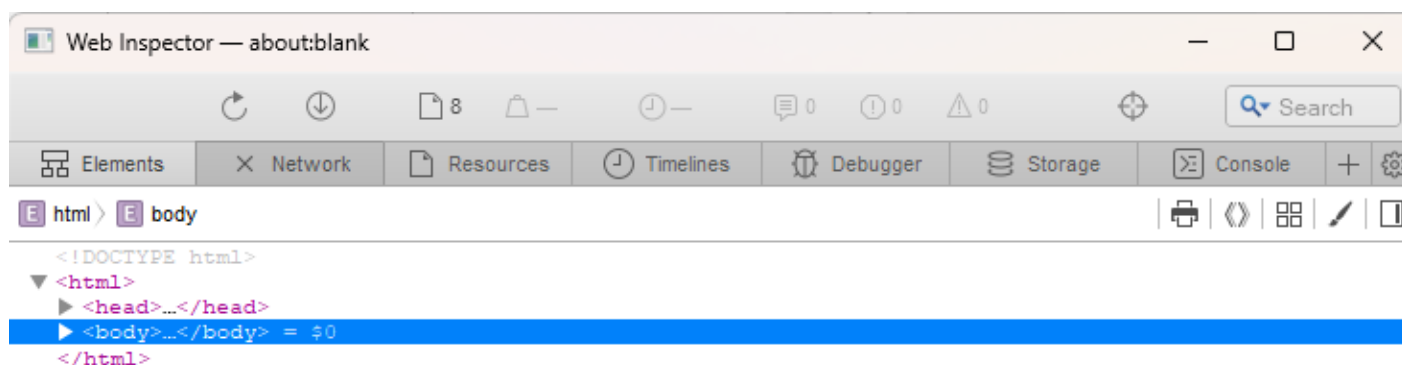 Web Inspector — about:blank
8 — — 0 0 0 Search
Elements Network Resources Timelines Debugger Storage Console
E html E body
<!DOCTYPE html>
<html>
<head>…</head>
<body>…</body> = $0
</html>